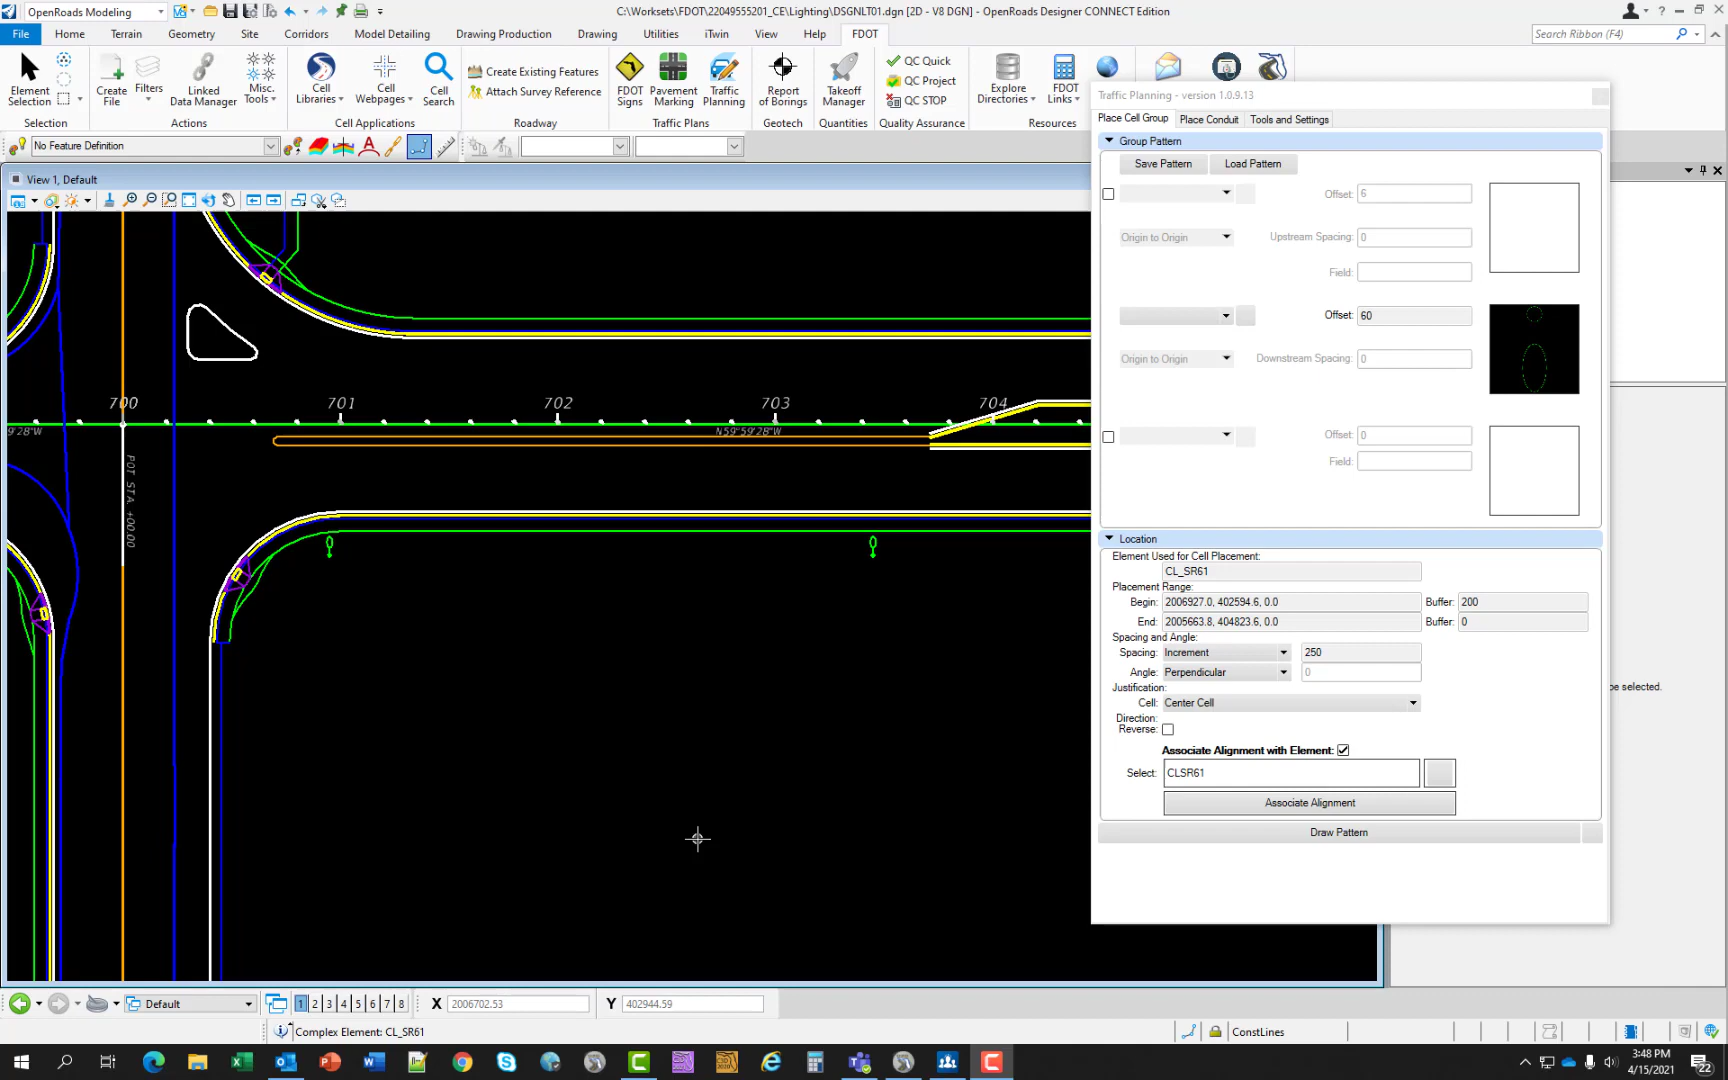 OpenRoads Modeling
C:\Worksets\FDOT\22049555201_CE\Lighting\DSGNLT01.dgn [2D - V8 DGN] - OpenRoads Designer CONNECT Edition
File Home Terrain Geometry Site Corridors Model Detailing Drawing Production Drawing Utilities iTwin View Help FDOT
Search Ribbon (F4)
Element Selection
Create File
Filters
Linked Data Manager
Misc. Tools
Cell Libraries
Cell Webpages
Cell Search
Create Existing Features
Attach Survey Reference
FDOT Signs
Pavement Marking
Traffic Planning
Report of Borings
Takeoff Manager
QC Quick
QC Project
QC STOP
Explore Directories
FDOT Links
Selection Actions Cell Applications Roadway Traffic Plans Geotech Quantities Quality Assurance Resources
No Feature Definition
View 1, Default
700 701 702 703 704
9'28"W
N59°59'28"W
POT STA. +00.00
Traffic Planning - version 1.0.9.13
Place Cell Group Place Conduit Tools and Settings
Group Pattern
Save Pattern Load Pattern
Offset: 6
Origin to Origin Upstream Spacing: 0
Field:
Offset: 60
Origin to Origin Downstream Spacing: 0
Offset: 0
Field:
Location
Element Used for Cell Placement:
CL_SR61
Placement Range:
Begin: 2006927.0, 402594.6, 0.0 Buffer: 200
End: 2005663.8, 404823.6, 0.0 Buffer: 0
Spacing and Angle:
Spacing: Increment 250
Angle: Perpendicular 0
Justification:
Cell: Center Cell
Direction:
Reverse:
Associate Alignment with Element:
Select: CLSR61
Associate Alignment
Draw Pattern
be selected.
Default 1 2 3 4 5 6 7 8 X 2006702.53 Y 402944.59
Complex Element: CL_SR61
ConstLines
3:48 PM
4/15/2021
22